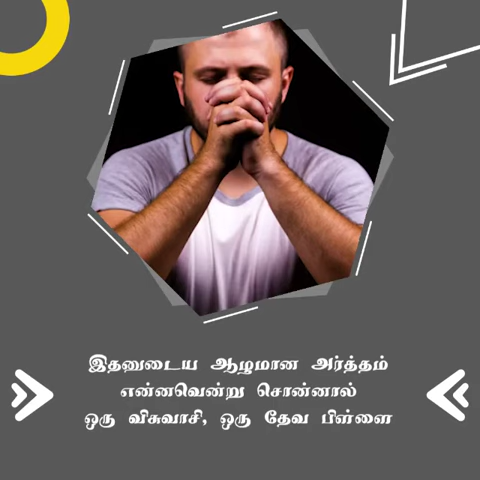 இதனுடைய ஆழமான அர்த்தம்
என்னவென்று சொன்னால்
ஒரு விசுவாசி, ஒரு தேவ பிள்ளை